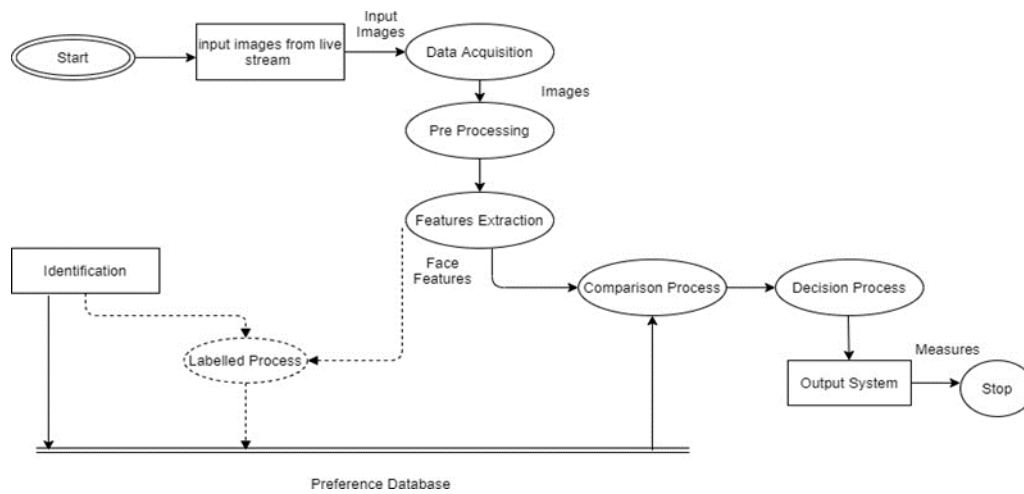 Start
input images from live
stream
Input
Images
Data Acquisition
Images
Pre Processing
Features Extraction
Face
Features
Identification
Comparison Process
Decision Process
Labelled Process
Measures
Output System
Stop
Preference Database